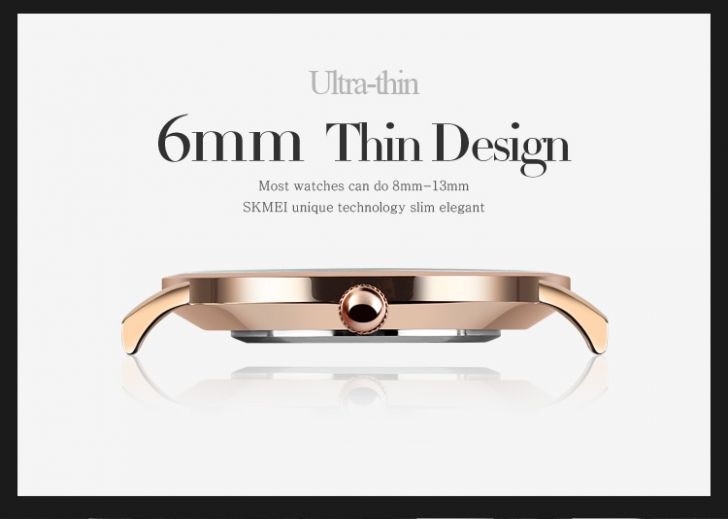 Ultra-thin
6mm Thin Design
Most watches can do 8mm-13mm
SKMEI unique technology slim elegant